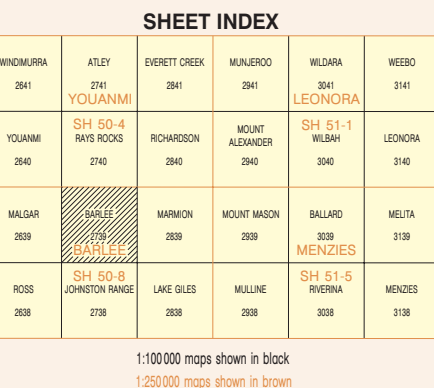 SHEET INDEX
WINDIMURRA ATLEY EVERETT CREEK MUNJEROO WILDARA WEEBO
2641 2741 2841 2941 3041 3141
YOUANMI LEONORA
SH 50-4 SH 51-1
YOUANMI RAYS ROCKS RICHARDSON MOUNT ALEXANDER WILBAH LEONORA
2640 2740 2840 2940 3040 3140
MALGAR BARLEE MARMION MOUNT MASON BALLARD MELITA
2639 2739 2839 2939 3039 3139
BARLEE MENZIES
SH 50-8 SH 51-5
ROSS JOHNSTON RANGE LAKE GILES MULLINE RIVERINA MENZIES
2638 2738 2838 2938 3038 3138
1:100 000 maps shown in black
1:250 000 maps shown in brown